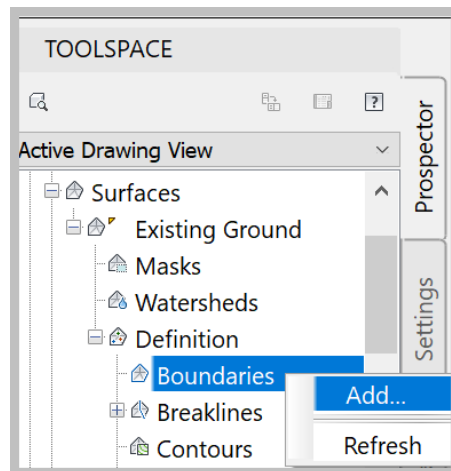 TOOLSPACE
?
Active Drawing View
Surfaces
Existing Ground
Masks
Watersheds
Definition
Boundaries
Add...
Breaklines
Contours
Refresh
Prospector
Settings